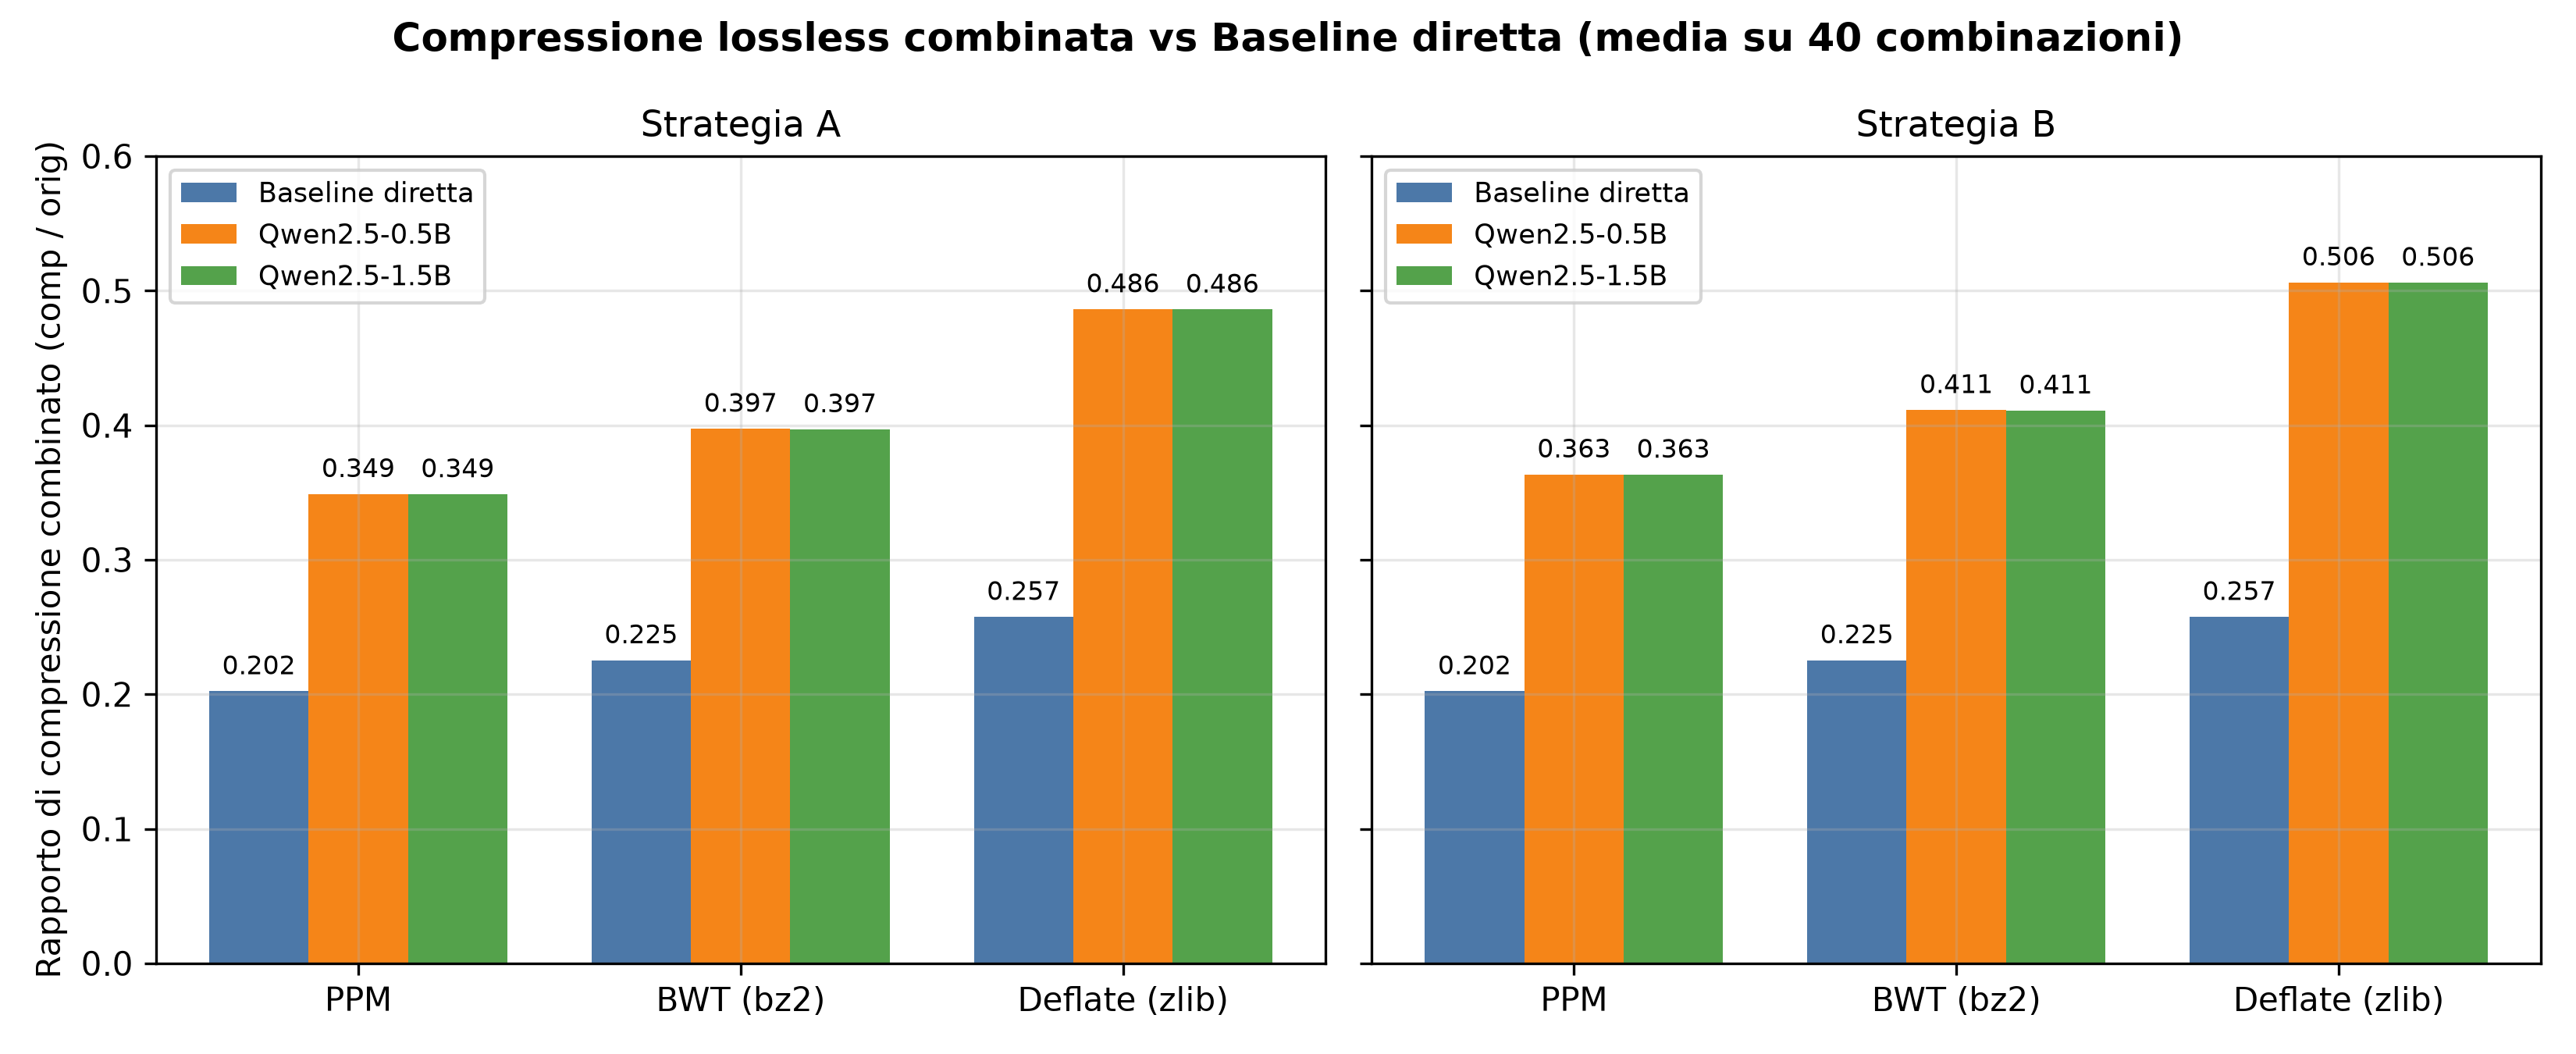 Compressione lossless combinata vs Baseline diretta (media su 40 combinazioni)
Strategia A
Rapporto di compressione combinato (comp / orig)
0.6
0.5
0.4
0.3
0.2
0.1
0.0
Baseline diretta
Qwen2.5-0.5B
Qwen2.5-1.5B
0.202
0.349
0.349
0.225
0.397
0.397
0.257
0.486
0.486
PPM
BWT (bz2)
Deflate (zlib)
Strategia B
Baseline diretta
Qwen2.5-0.5B
Qwen2.5-1.5B
0.202
0.363
0.363
0.225
0.411
0.411
0.257
0.506
0.506
PPM
BWT (bz2)
Deflate (zlib)